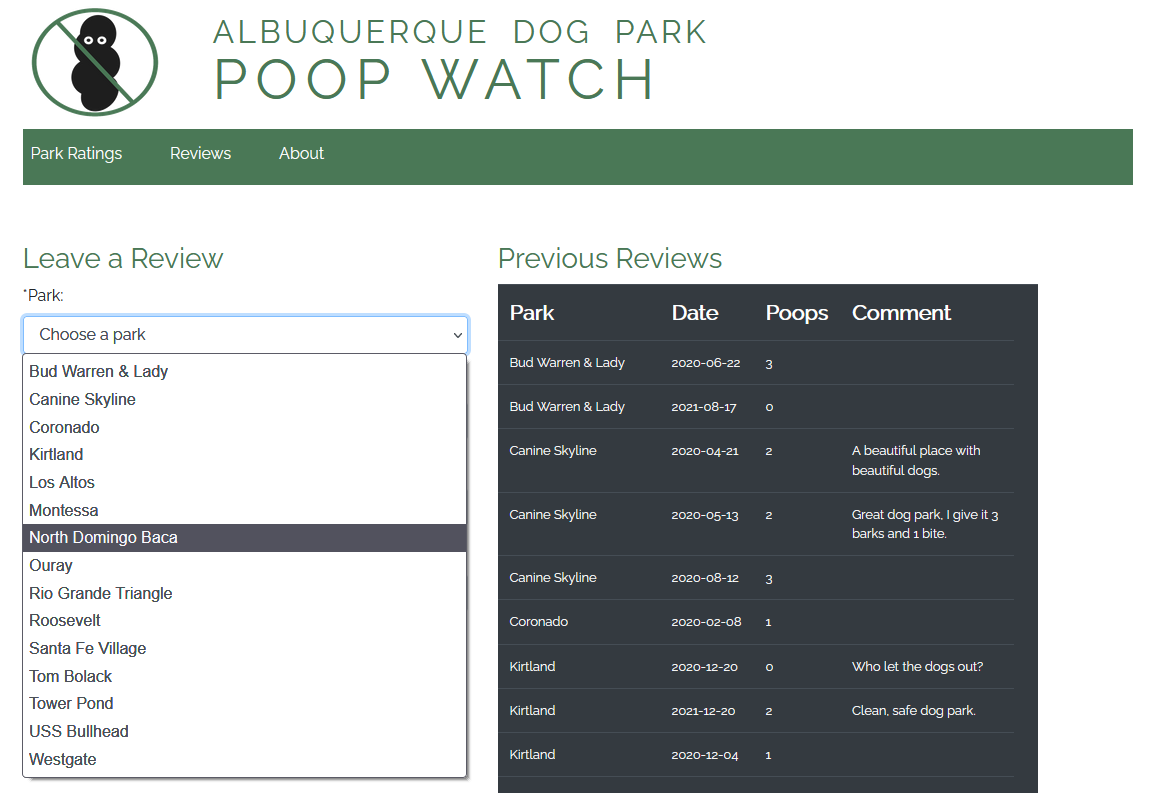 ALBUQUERQUE DOG PARK
POOP WATCH
Park Ratings Reviews About
Leave a Review
*Park:
Choose a park
Bud Warren & Lady
Canine Skyline
Coronado
Kirtland
Los Altos
Montessa
North Domingo Baca
Ouray
Rio Grande Triangle
Roosevelt
Santa Fe Village
Tom Bolack
Tower Pond
USS Bullhead
Westgate
Previous Reviews
Park Date Poops Comment
Bud Warren & Lady 2020-06-22 3
Bud Warren & Lady 2021-08-17 0
Canine Skyline 2020-04-21 2 A beautiful place with
beautiful dogs.
Canine Skyline 2020-05-13 2 Great dog park, I give it 3
barks and 1 bite.
Canine Skyline 2020-08-12 3
Coronado 2020-02-08 1
Kirtland 2020-12-20 0 Who let the dogs out?
Kirtland 2021-12-20 2 Clean, safe dog park.
Kirtland 2020-12-04 1